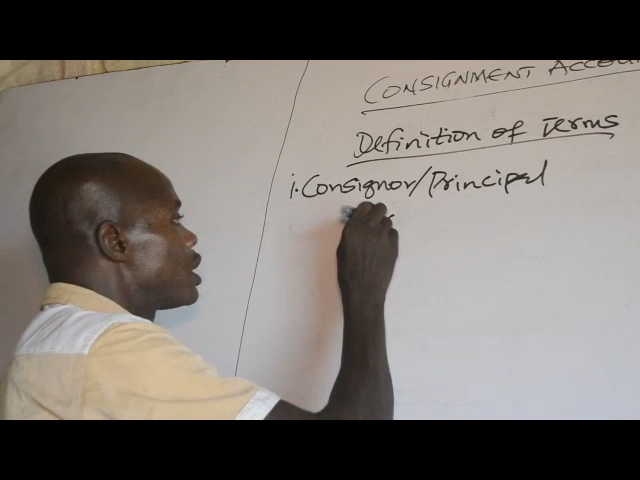 CONSIGNMENT ACCOU
Definition of Terms
i. Consignor/Principal